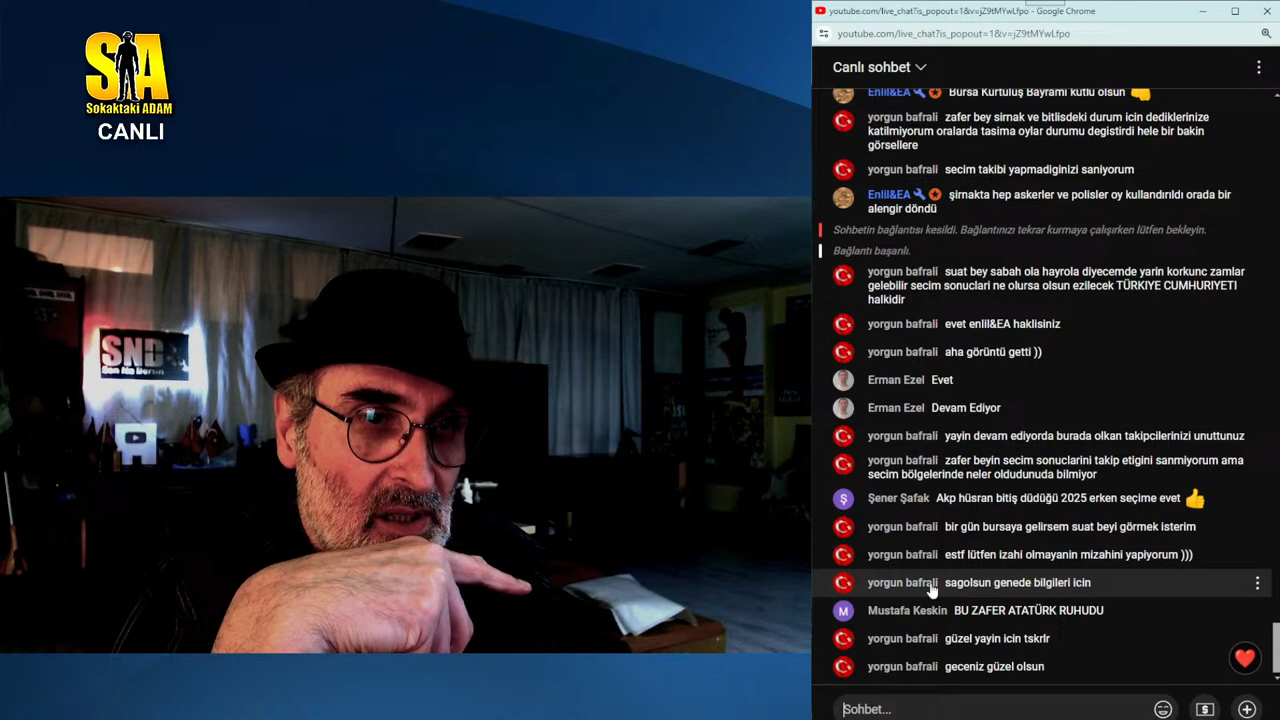 SA
Sokaktaki ADAM
CANLI
SND
Son Ne Dersin
youtube.com/live_chat?is_popout=1&v=jZ9tMYwLfpo - Google Chrome
youtube.com/live_chat?is_popout=1&v=jZ9tMYwLfpo
Canlı sohbet
Enlil&EA Bursa Kurtuluş Bayramı kutlu olsun
yorgun bafrali zafer bey sirnak ve bitlisdeki durum icin dediklerinize
katilmiyorum oralarda tasima oylar durumu degistirdi hele bir bakin
görsellere
yorgun bafrali secim takibi yapmadiginizi saniyorum
Enlil&EA şirnakta hep askerler ve polisler oy kullandırıldı orada bir
alengir döndü
Sohbetin bağlantısı kesildi. Bağlantınızı tekrar kurmaya çalışırken lütfen bekleyin.
Bağlantı başarılı.
yorgun bafrali suat bey sabah ola hayrola diyecemde yarin korkunc zamlar
gelebilir secim sonuclari ne olursa olsun ezilecek TÜRKIYE CUMHURIYETI
halkidir
yorgun bafrali evet enlil&EA haklisiniz
yorgun bafrali aha görüntü getti ))
Erman Ezel Evet
Erman Ezel Devam Ediyor
yorgun bafrali yayin devam ediyorda burada olkan takipcilerinizi unuttunuz
yorgun bafrali zafer beyin secim sonuclarini takip etigini sanmiyorum ama
secim bölgelerinde neler oldudunuda bilmiyor
Ş Şener Şafak Akp hüsran bitiş düdüğü 2025 erken seçime evet
yorgun bafrali bir gün bursaya gelirsem suat beyi görmek isterim
yorgun bafrali estf lütfen izahi olmayanin mizahini yapiyorum )))
yorgun bafrali sagolsun genede bilgileri icin
M Mustafa Keskin BU ZAFER ATATÜRK RUHUDU
yorgun bafrali güzel yayin icin tskrlr
yorgun bafrali geceniz güzel olsun
Sohbet...